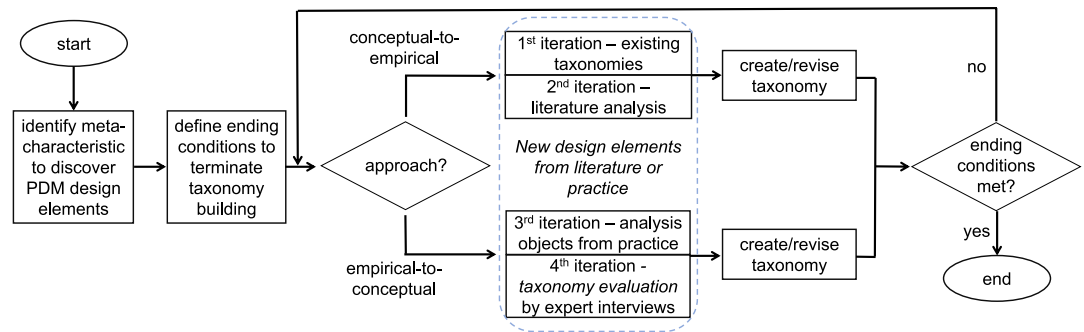 start
identify meta-
characteristic
to discover
PDM design
elements
define ending
conditions to
terminate
taxonomy
building
approach?
conceptual-to-
empirical
empirical-to-
conceptual
1st iteration – existing
taxonomies
2nd iteration –
literature analysis
New design elements
from literature or
practice
3rd iteration – analysis
objects from practice
4th iteration -
taxonomy evaluation
by expert interviews
create/revise
taxonomy
create/revise
taxonomy
no
ending
conditions
met?
yes
end